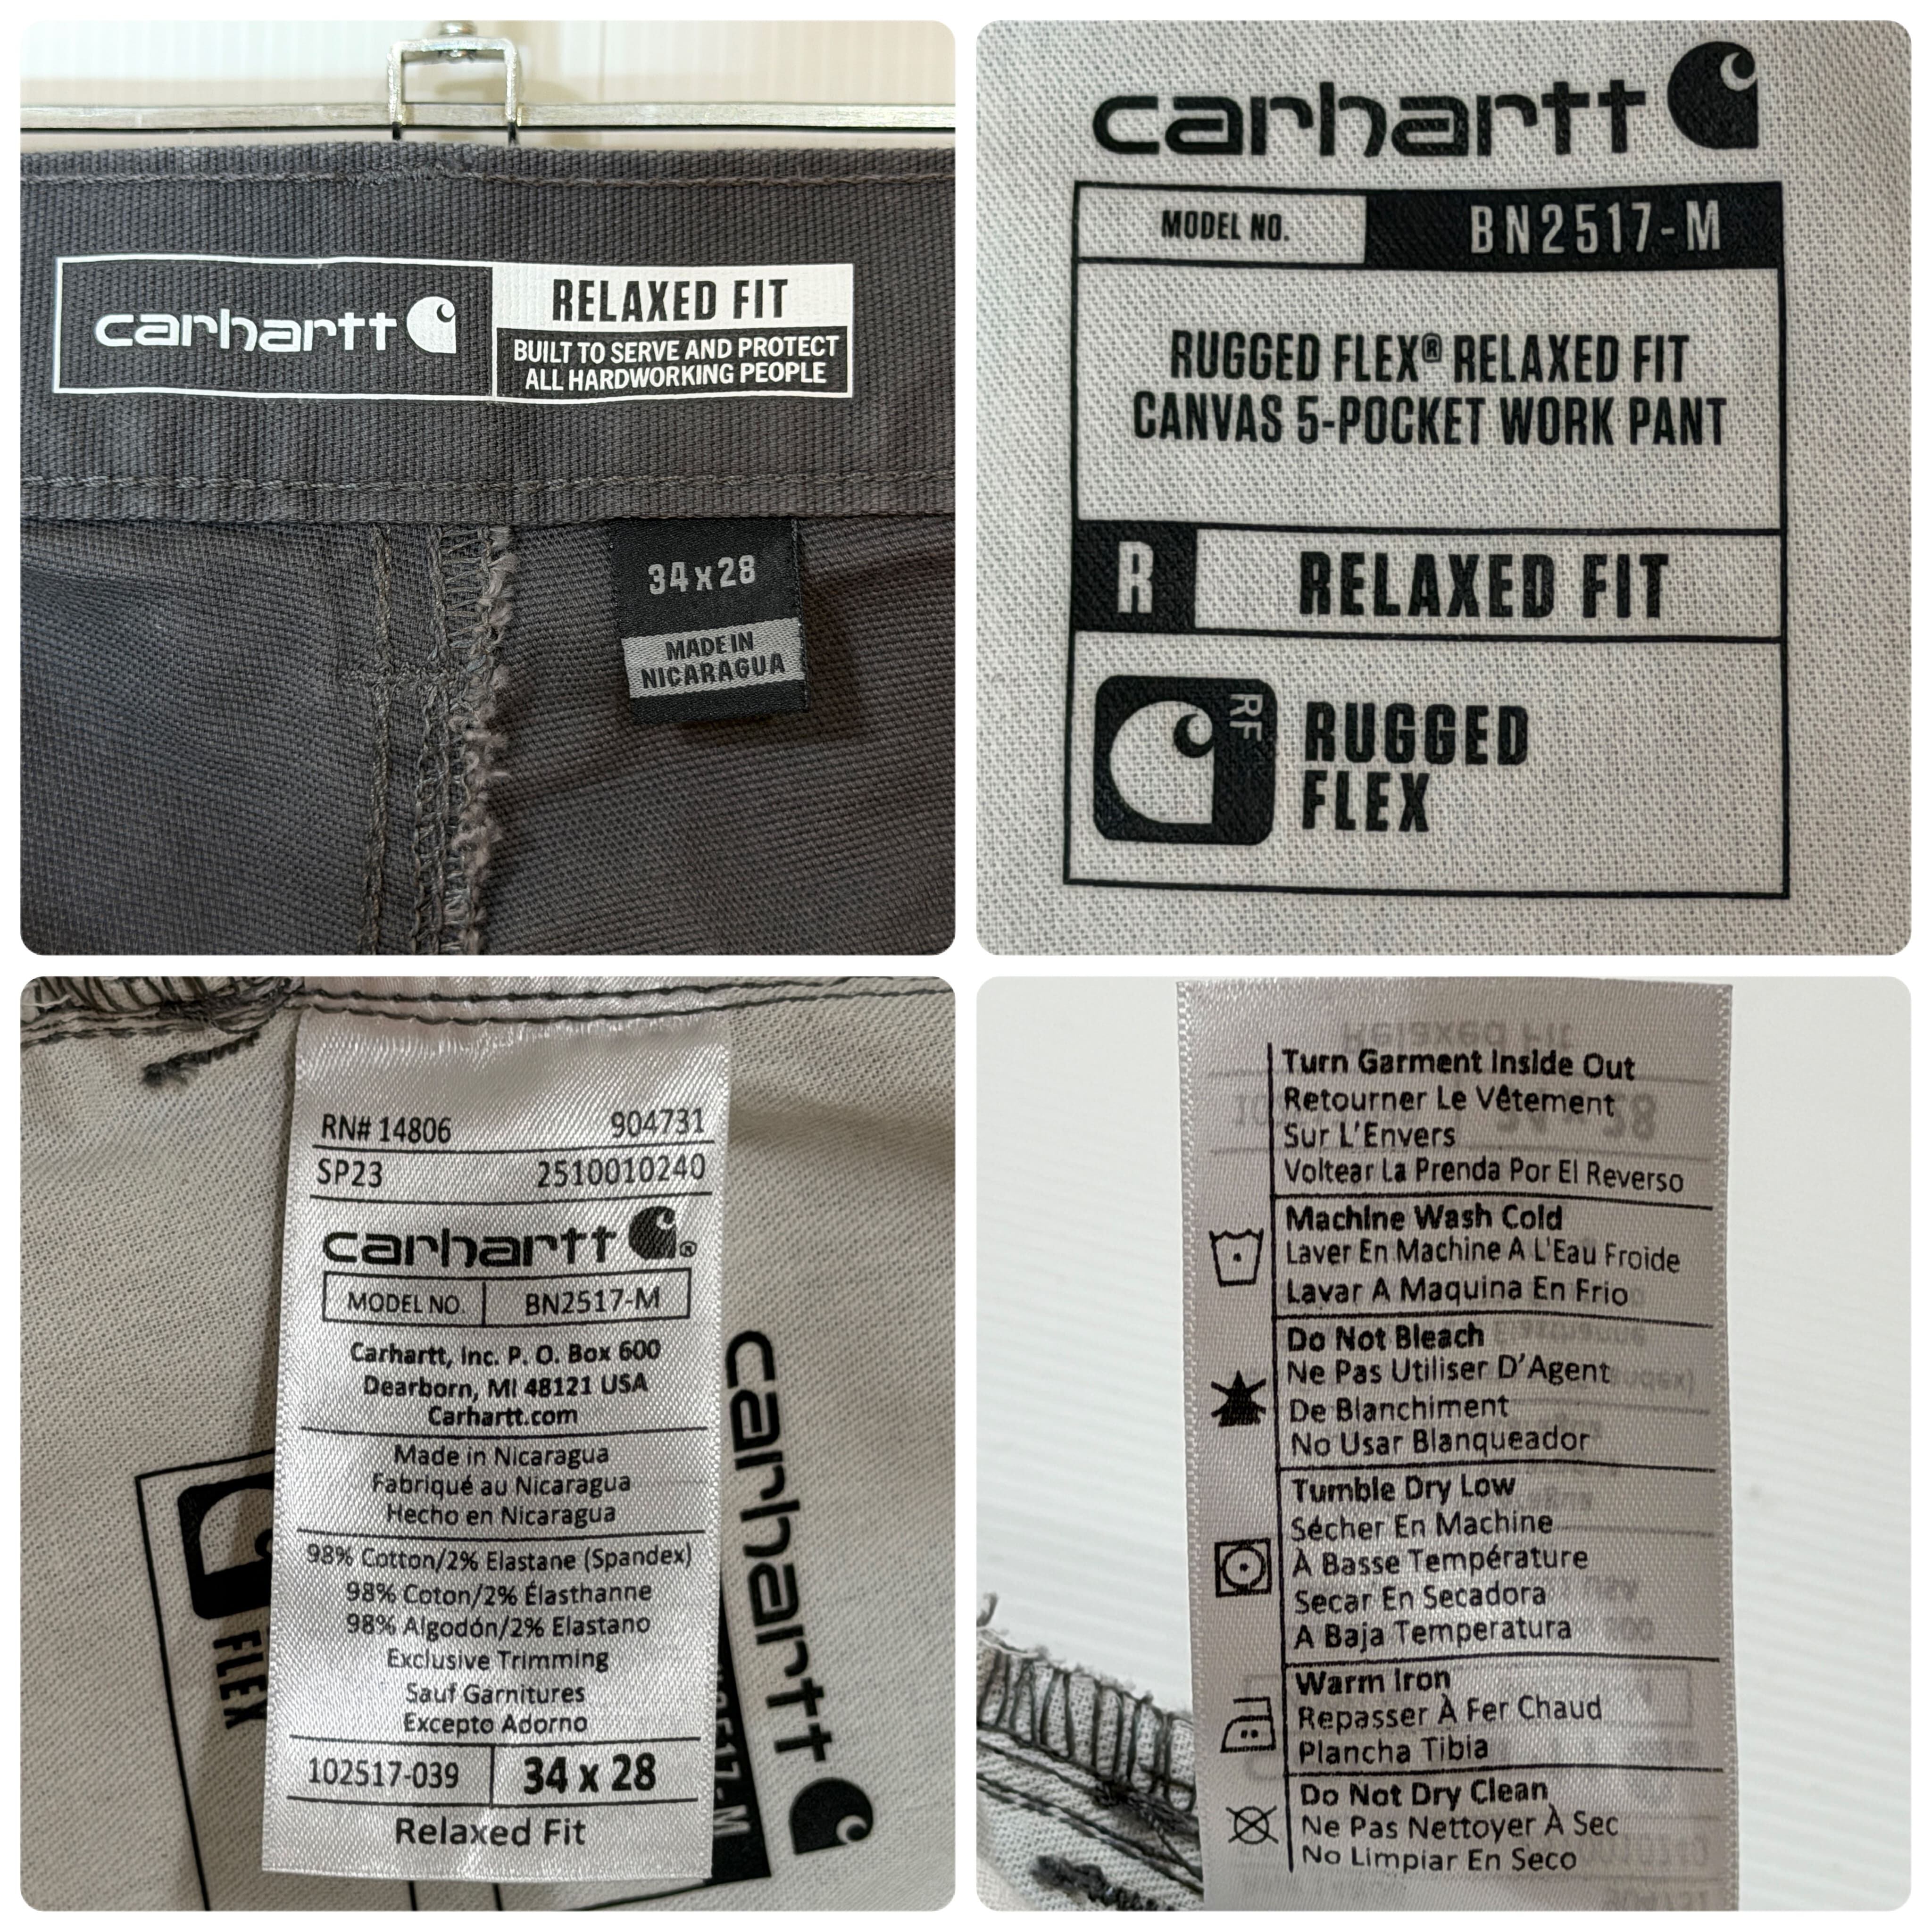 carhartt
RELAXED FIT
BUILT TO SERVE AND PROTECT
ALL HARDWORKING PEOPLE
34 x 28
MADE IN
NICARAGUA
carhartt
MODEL NO. BN2517-M
RUGGED FLEX® RELAXED FIT
CANVAS 5-POCKET WORK PANT
R RELAXED FIT
RF
RUGGED
FLEX
RN# 14806 904731
SP23 2510010240
carhartt ®
MODEL NO. BN2517-M
Carhartt, Inc. P. O. Box 600
Dearborn, MI 48121 USA
Carhartt.com
Made in Nicaragua
Fabriqué au Nicaragua
Hecho en Nicaragua
98% Cotton/2% Elastane (Spandex)
98% Coton/2% Élasthanne
98% Algodón/2% Elastano
Exclusive Trimming
Sauf Garnitures
Excepto Adorno
102517-039 34 x 28
Relaxed Fit
carhartt
FLEX
Turn Garment Inside Out
Retourner Le Vêtement
Sur L'Envers
Voltear La Prenda Por El Reverso
Machine Wash Cold
Laver En Machine A L'Eau Froide
Lavar A Maquina En Frio
Do Not Bleach
Ne Pas Utiliser D'Agent
De Blanchiment
No Usar Blanqueador
Tumble Dry Low
Sécher En Machine
À Basse Température
Secar En Secadora
A Baja Temperatura
Warm Iron
Repasser À Fer Chaud
Plancha Tibia
Do Not Dry Clean
Ne Pas Nettoyer À Sec
No Limpiar En Seco